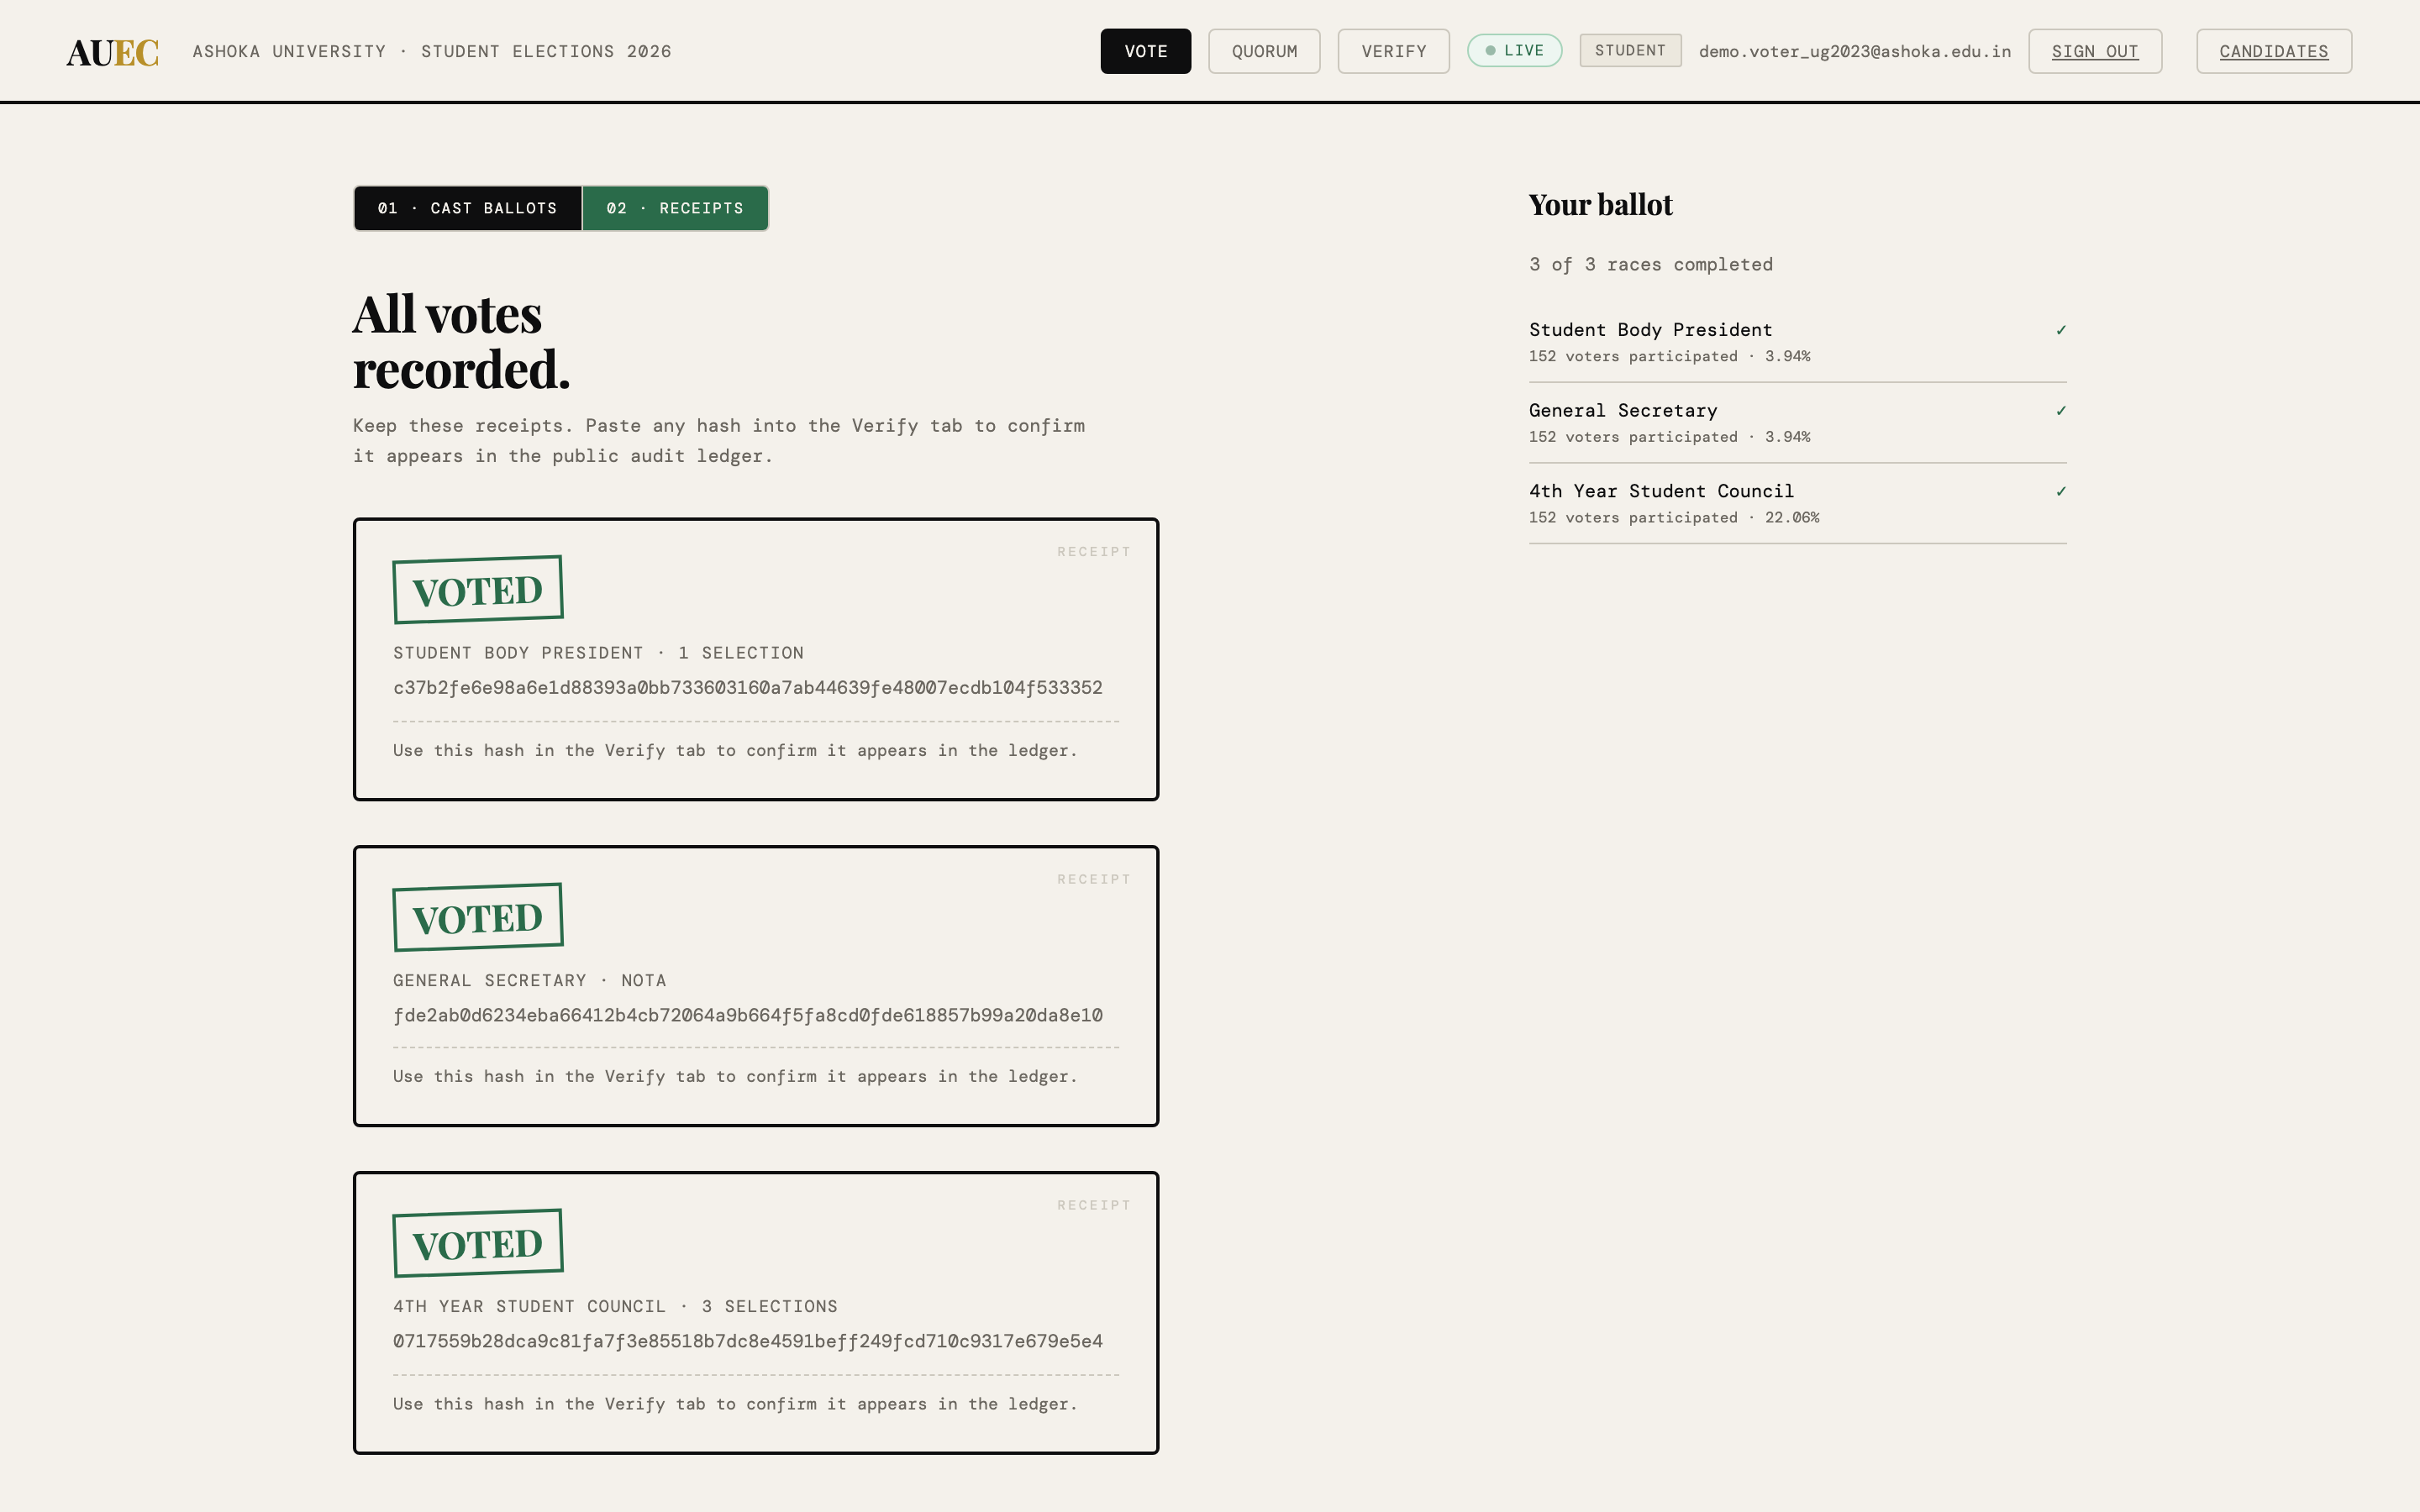 AUEC ASHOKA UNIVERSITY · STUDENT ELECTIONS 2026 VOTE QUORUM VERIFY LIVE STUDENT demo.voter_ug2023@ashoka.edu.in SIGN OUT CANDIDATES
01 · CAST BALLOTS 02 · RECEIPTS
All votes
recorded.
Keep these receipts. Paste any hash into the Verify tab to confirm
it appears in the public audit ledger.
RECEIPT
VOTED
STUDENT BODY PRESIDENT · 1 SELECTION
c37b2fe6e98a6e1d88393a0bb733603160a7ab44639fe48007ecdb104f533352
Use this hash in the Verify tab to confirm it appears in the ledger.
RECEIPT
VOTED
GENERAL SECRETARY · NOTA
fde2ab0d6234eba66412b4cb72064a9b664f5fa8cd0fde618857b99a20da8e10
Use this hash in the Verify tab to confirm it appears in the ledger.
RECEIPT
VOTED
4TH YEAR STUDENT COUNCIL · 3 SELECTIONS
0717559b28dca9c81fa7f3e85518b7dc8e4591beff249fcd710c9317e679e5e4
Use this hash in the Verify tab to confirm it appears in the ledger.
Your ballot
3 of 3 races completed
Student Body President ✓
152 voters participated · 3.94%
General Secretary ✓
152 voters participated · 3.94%
4th Year Student Council ✓
152 voters participated · 22.06%